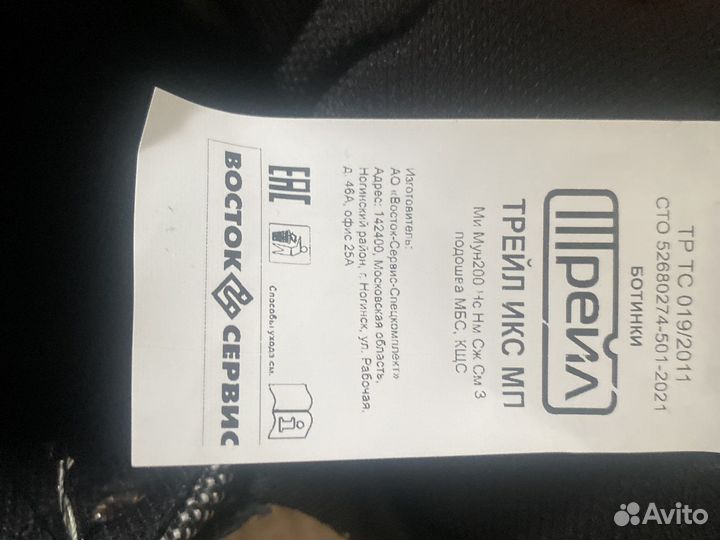 ТР ТС 019/2011
СТО 52680274-501-2021
БОТИНКИ
Трейл
ТРЕЙЛ ИКС МП
Ми Мун200 Чс Нм Сж См З
подошва МБС, КЩС
Изготовитель:
АО «Восток-Сервис-Спецкомплект»
Адрес: 142400, Московская область,
Ногинский район, г. Ногинск, ул. Рабочая,
д. 46А, офис 25А
EAC
Способы ухода см.
ВОСТОК СЕРВИС
Avito